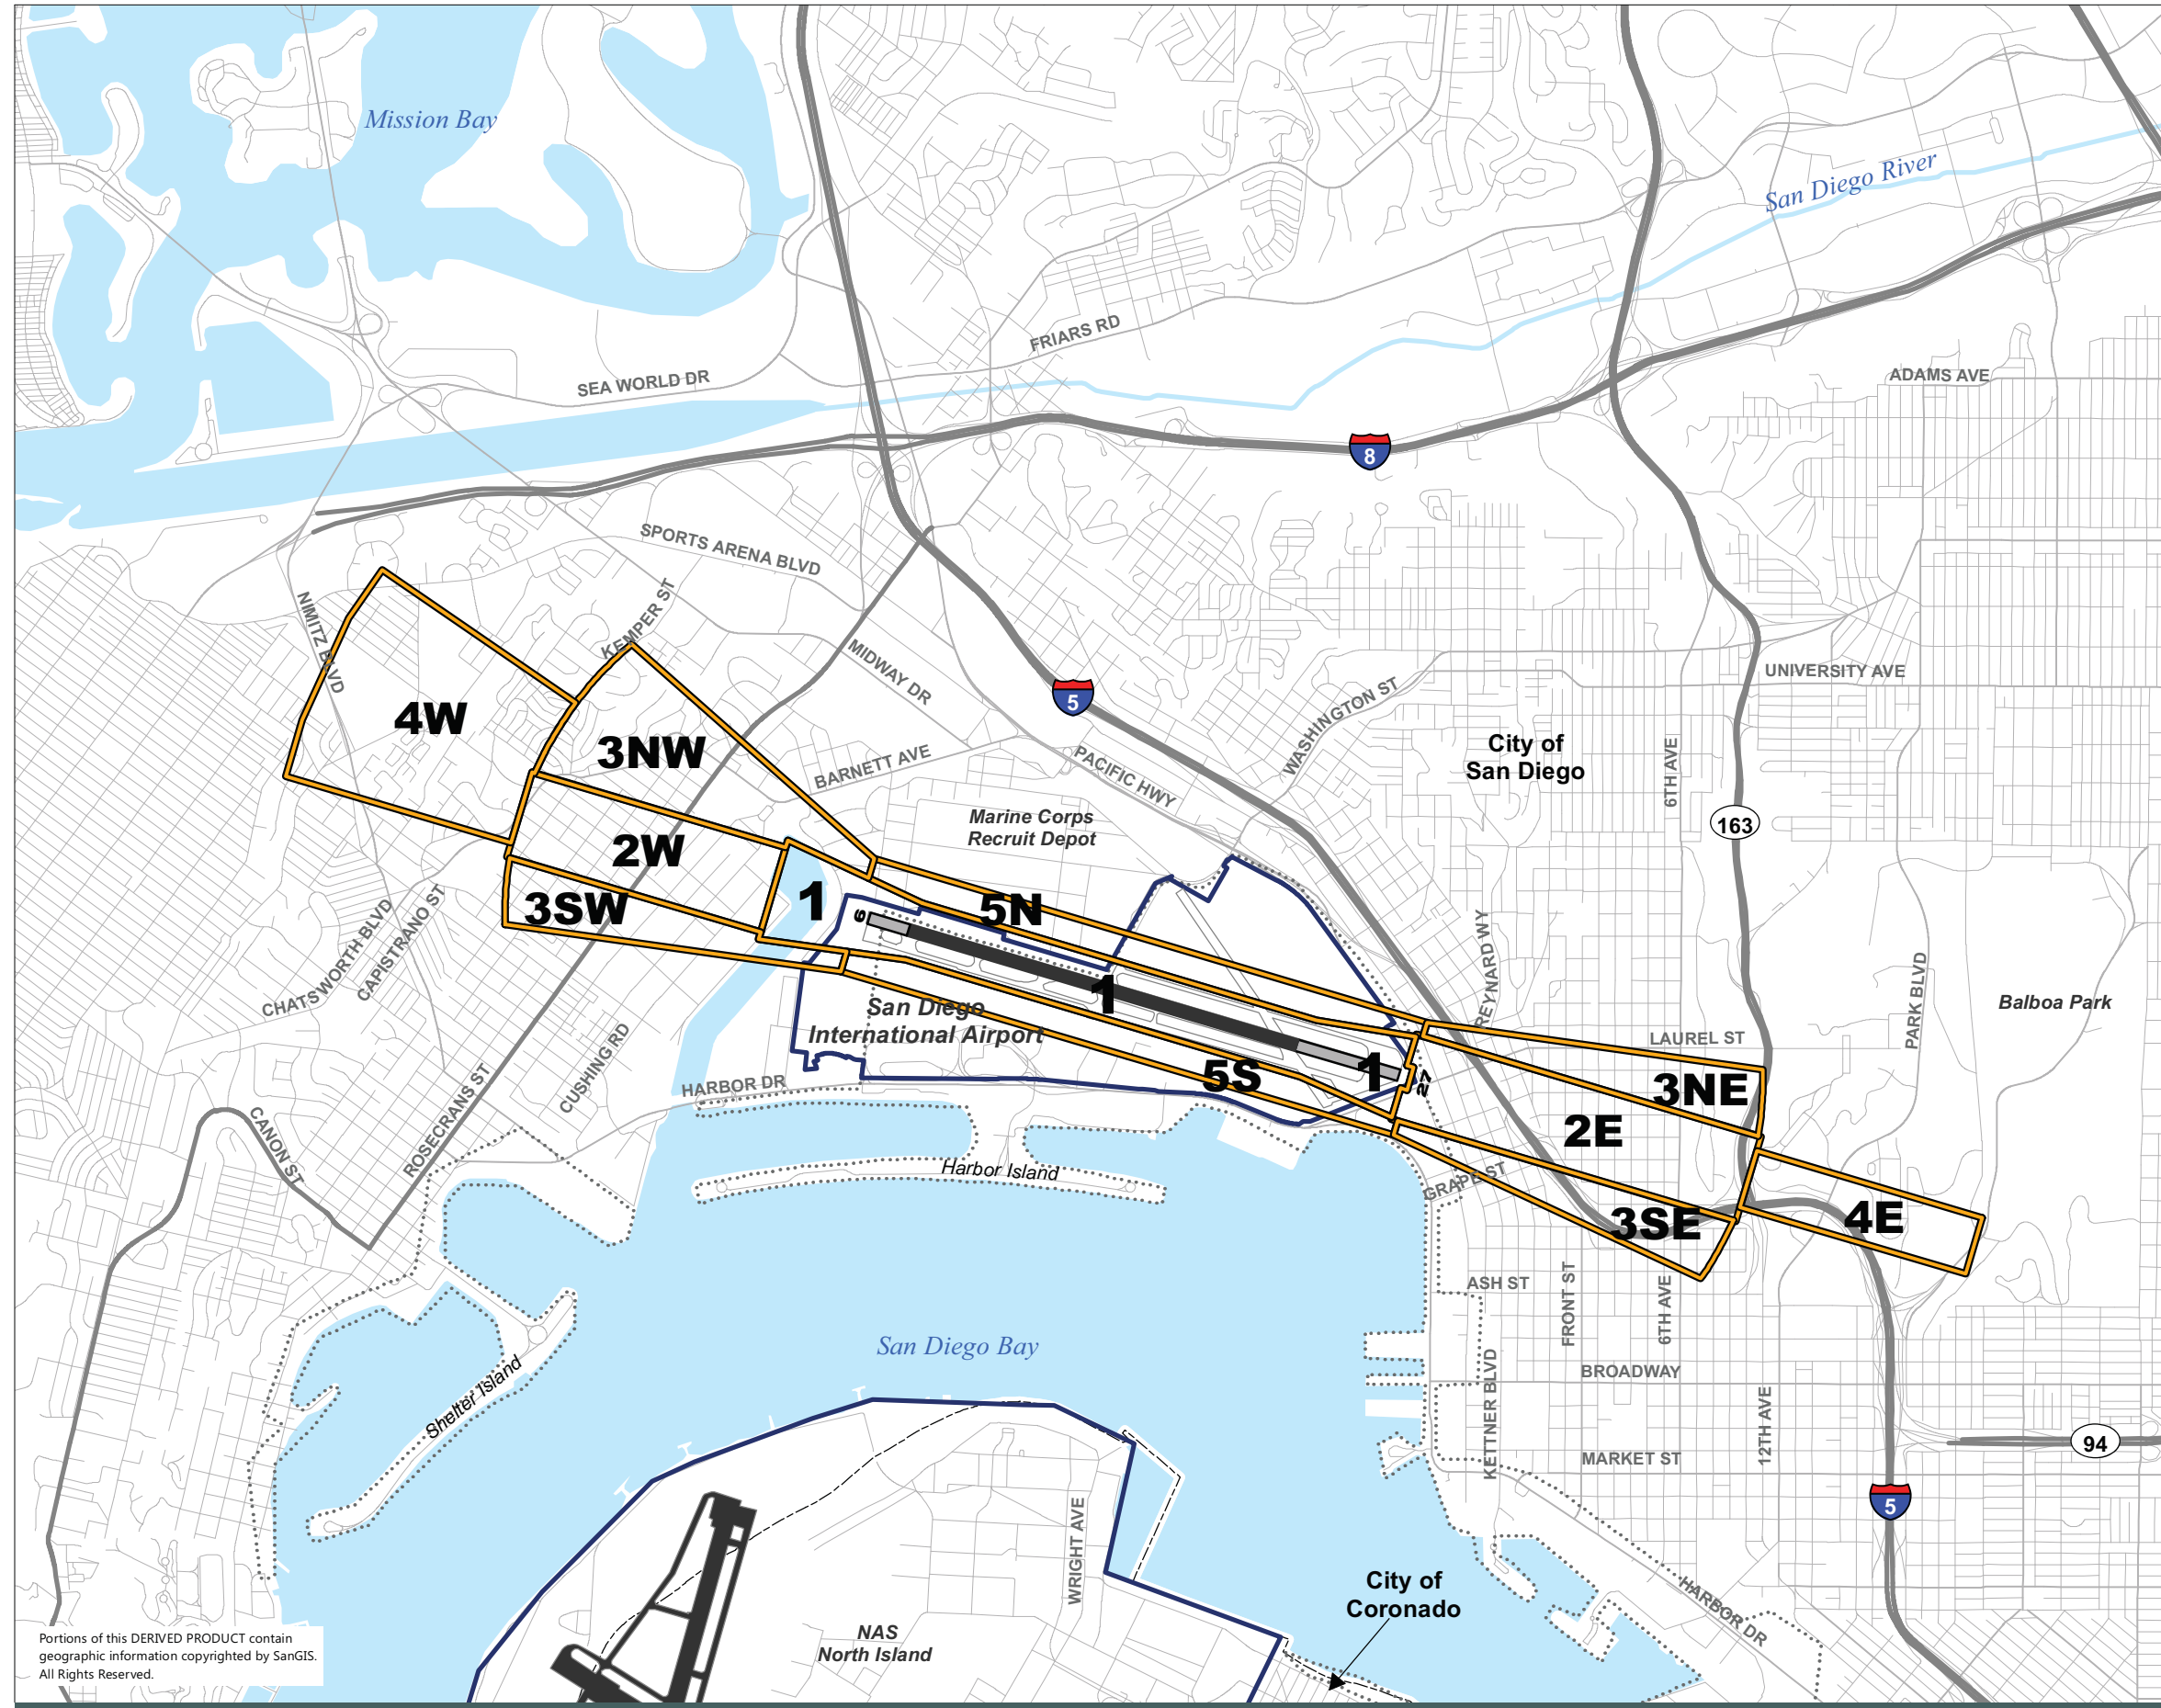 Mission Bay
San Diego River
FRIARS RD
SEA WORLD DR
ADAMS AVE
8
SPORTS ARENA BLVD
NIMITZ BLVD
KEMPER ST
MIDWAY DR
5
WASHINGTON ST
UNIVERSITY AVE
4W
3NW
BARNETT AVE
PACIFIC HWY
City of
San Diego
6TH AVE
163
Marine Corps
Recruit Depot
2W
1
3SW
9
5N
CHATSWORTH BLVD
CAPISTRANO ST
REYNARD WY
PARK BLVD
Balboa Park
1
San Diego
International Airport
LAUREL ST
CUSHING RD
5S
1
27
3NE
HARBOR DR
2E
ROSECRANS ST
CANON ST
Harbor Island
GRAPE ST
3SE
4E
ASH ST
FRONT ST
6TH AVE
San Diego Bay
Shelter Island
BROADWAY
KETTNER BLVD
12TH AVE
MARKET ST
94
5
WRIGHT AVE
City of
Coronado
HARBOR DR
NAS
North Island
Portions of this DERIVED PRODUCT contain
geographic information copyrighted by SanGIS.
All Rights Reserved.